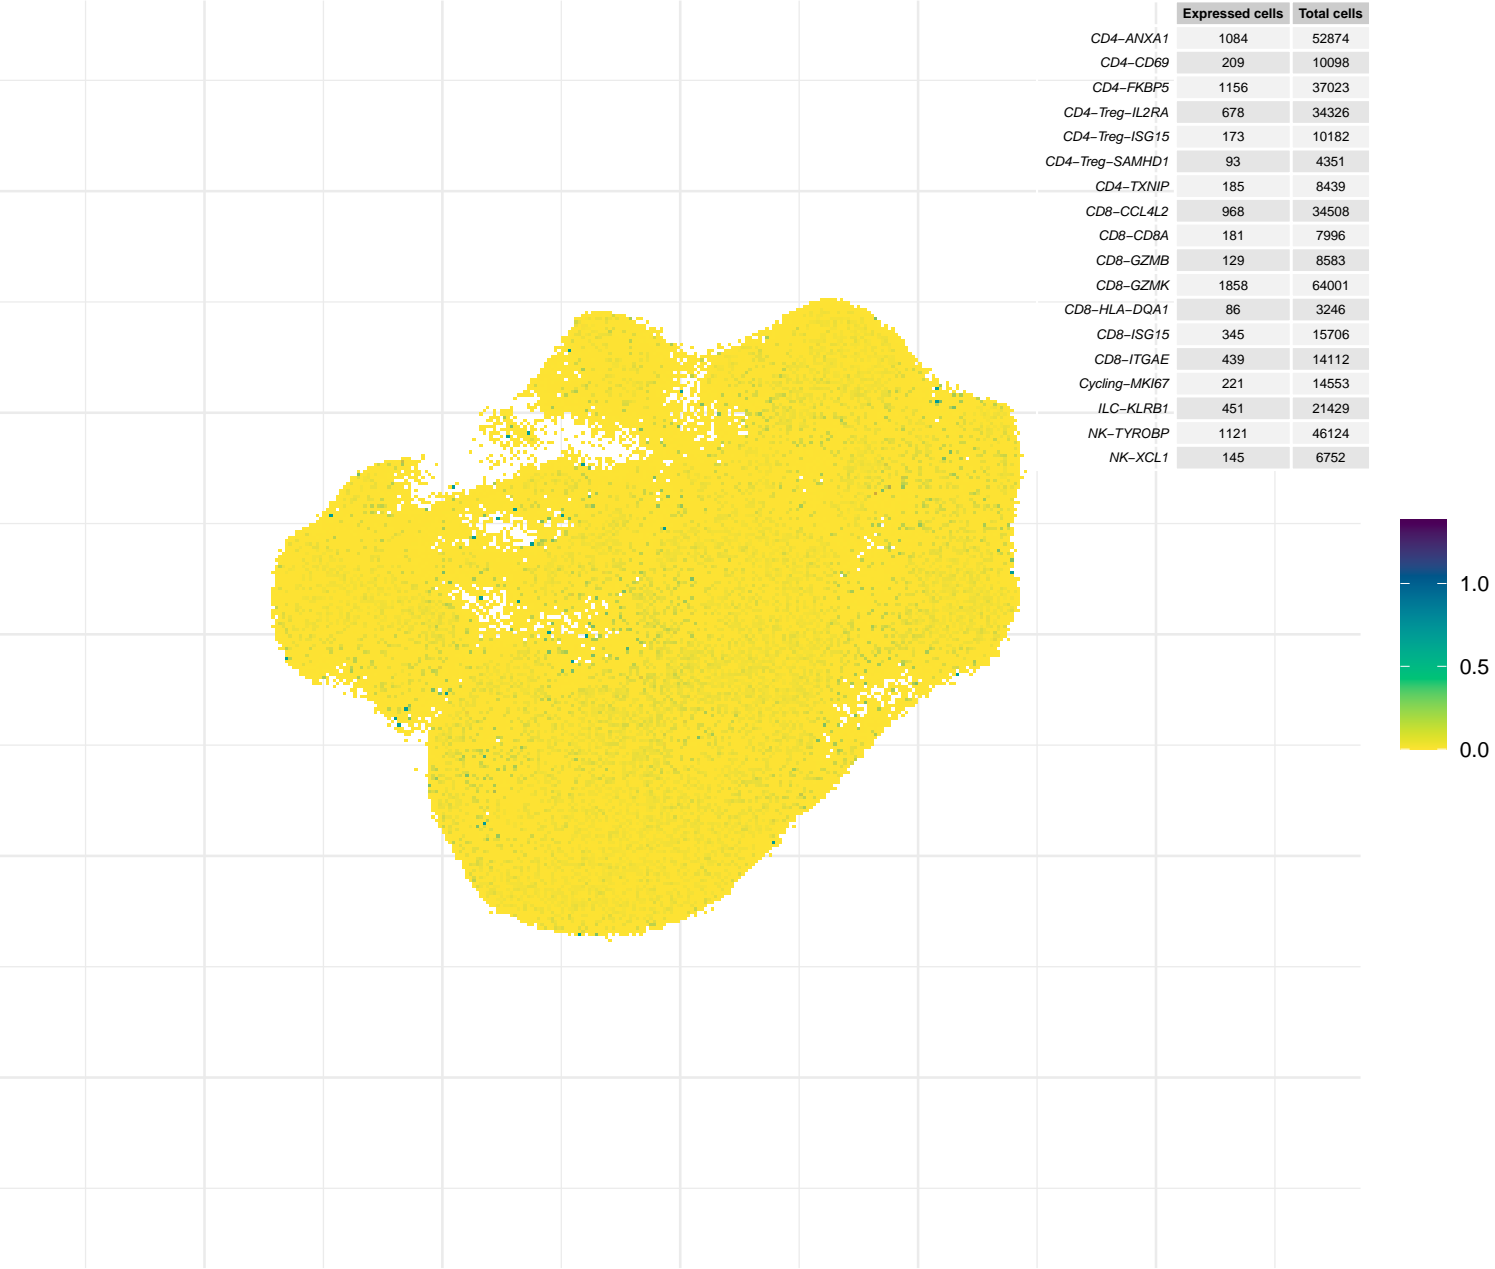 Expressed cells Total cells
CD4−ANXA1 1084 52874
CD4−CD69 209 10098
CD4−FKBP5 1156 37023
CD4−Treg−IL2RA 678 34326
CD4−Treg−ISG15 173 10182
CD4−Treg−SAMHD1 93 4351
CD4−TXNIP 185 8439
CD8−CCL4L2 968 34508
CD8−CD8A 181 7996
CD8−GZMB 129 8583
CD8−GZMK 1858 64001
CD8−HLA−DQA1 86 3246
CD8−ISG15 345 15706
CD8−ITGAE 439 14112
Cycling−MKI67 221 14553
ILC−KLRB1 451 21429
NK−TYROBP 1121 46124
NK−XCL1 145 6752
1.0
0.5
0.0